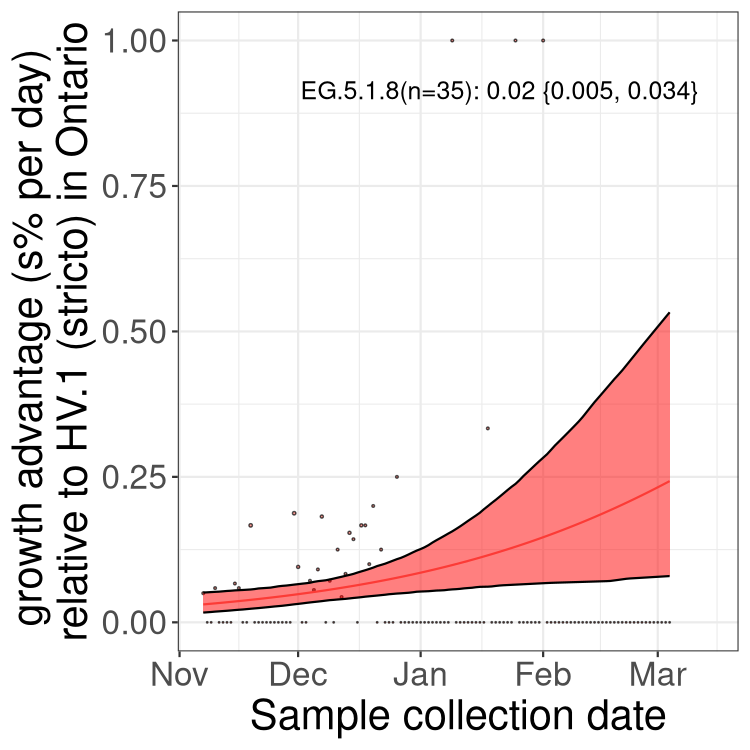 growth advantage (s% per day)
relative to HV.1 (stricto) in Ontario
1.00
0.75
0.50
0.25
0.00
EG.5.1.8(n=35): 0.02 {0.005, 0.034}
Nov Dec Jan Feb Mar
Sample collection date